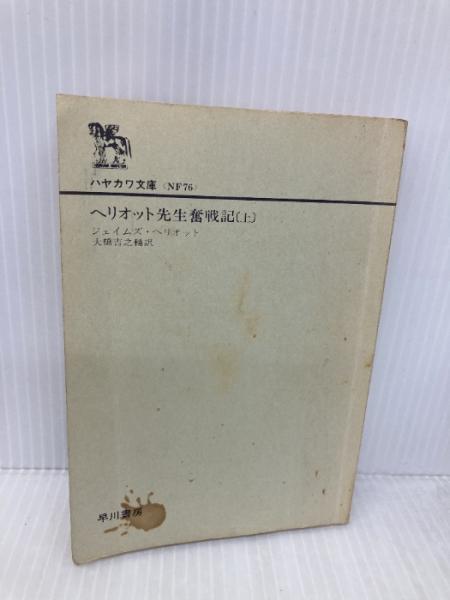 ハヤカワ文庫〈NF76〉
ヘリオット先生奮戦記〔上〕
ジェイムズ・ヘリオット
大橋吉之輔訳
早川書房